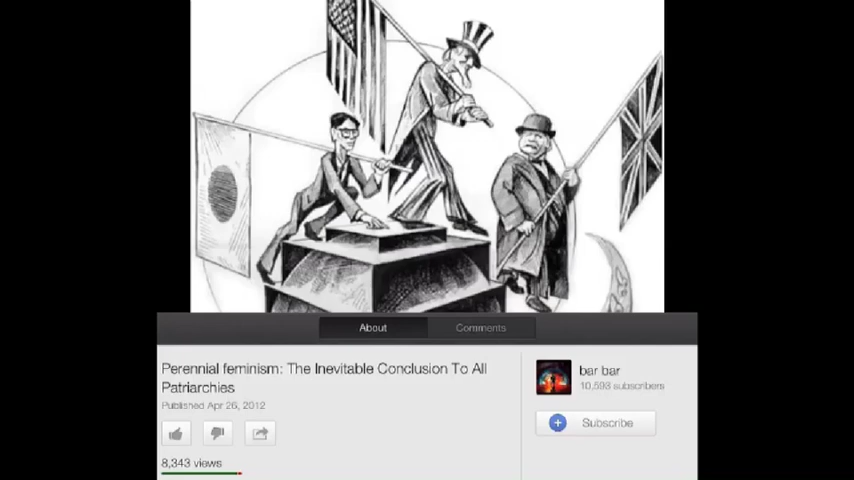 About
Comments
Perennial feminism: The Inevitable Conclusion To All
Patriarchies
Published Apr 26, 2012
8,343 views
bar bar
10,593 subscribers
Subscribe